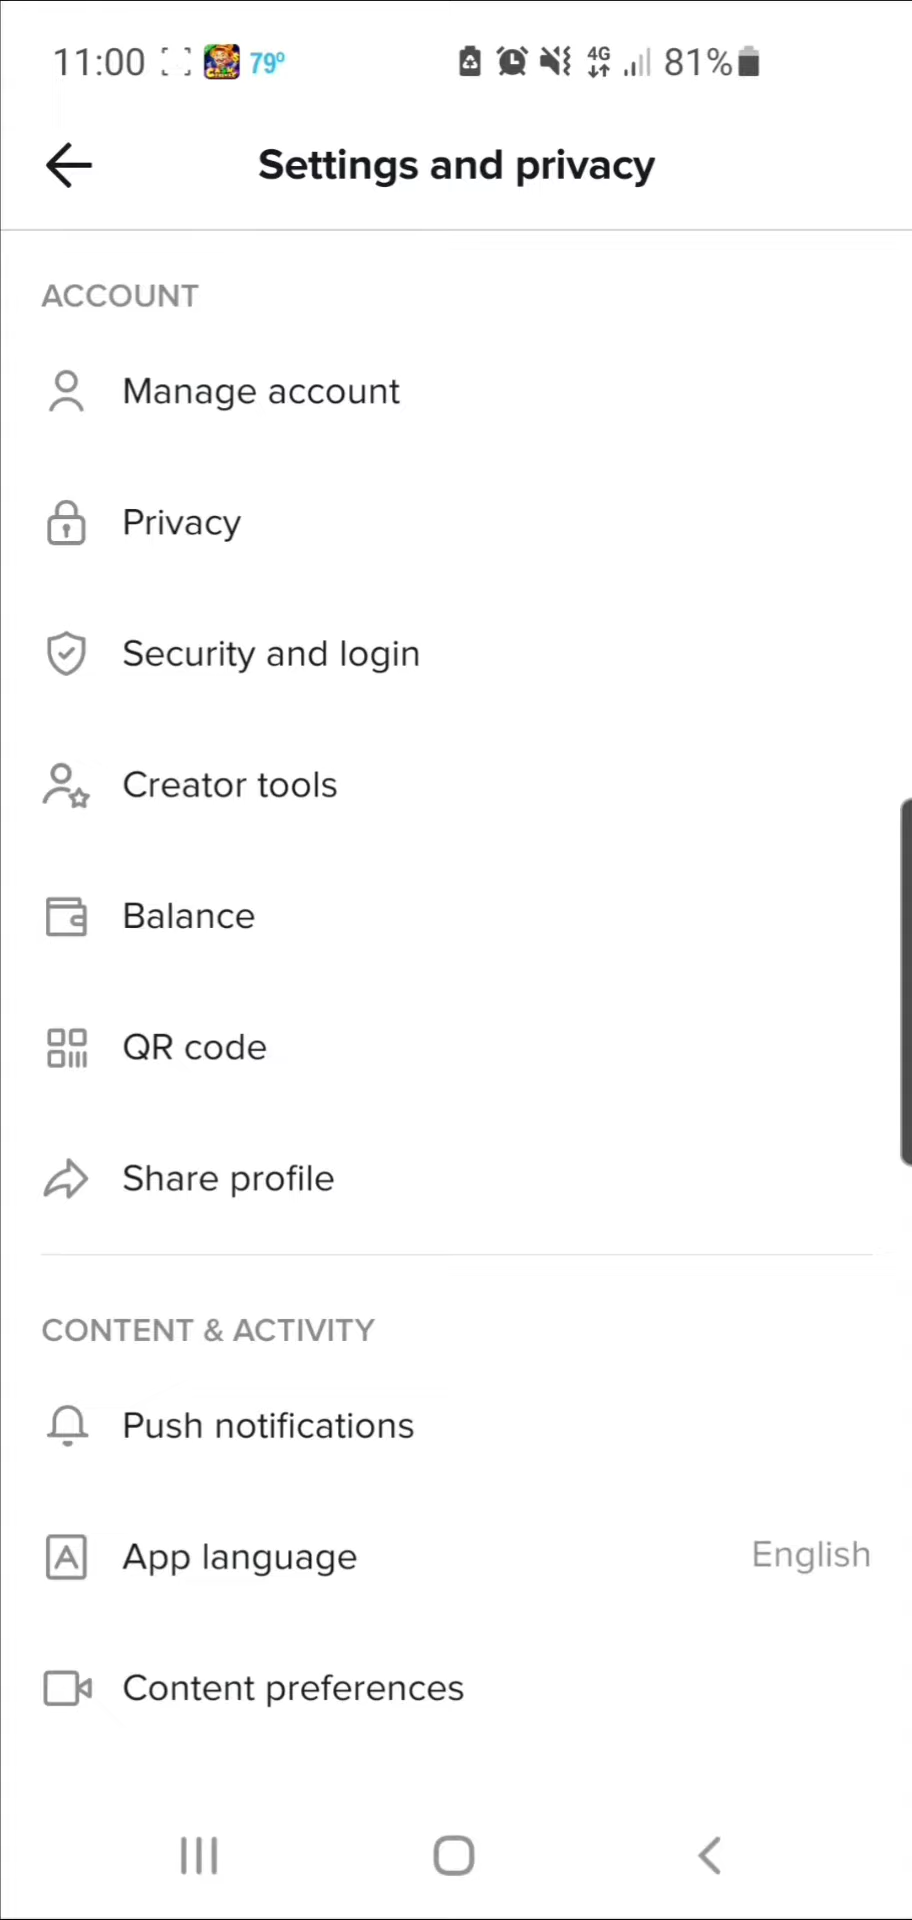 11:00 79° 4G 81%
Settings and privacy
ACCOUNT
Manage account
Privacy
Security and login
Creator tools
Balance
QR code
Share profile
CONTENT & ACTIVITY
Push notifications
App language English
Content preferences